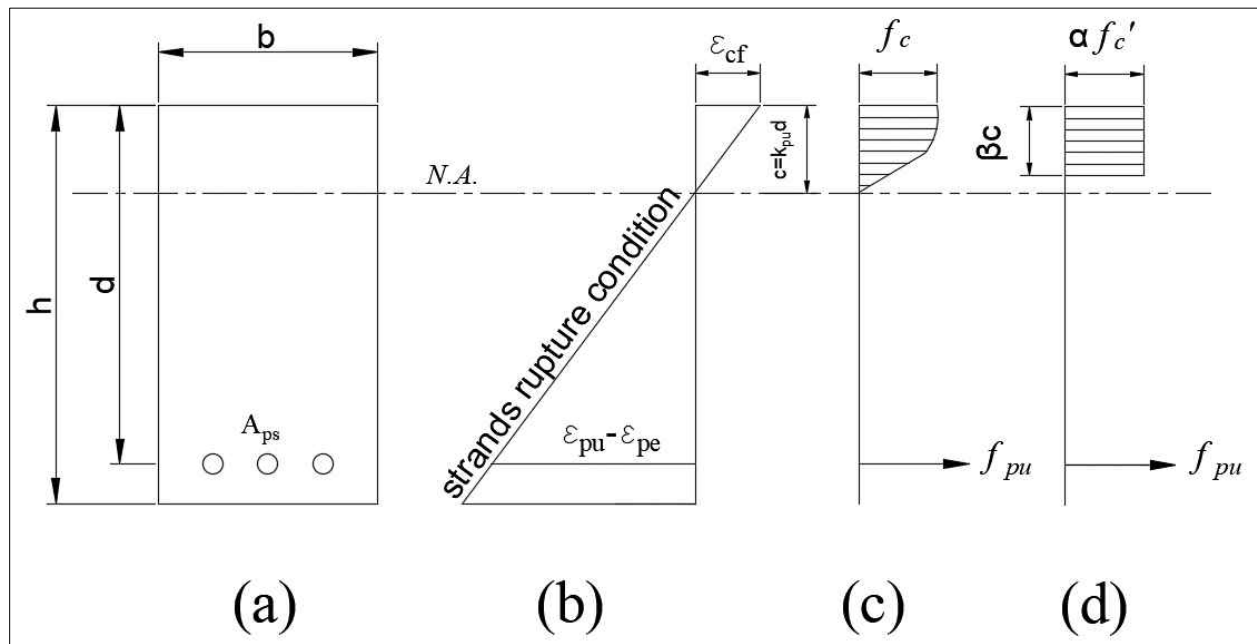 b
h
d
A_ps
(a)
N.A.
ε_cf
c=k_pu d
strands rupture condition
ε_pu-ε_pe
(b)
f_c
f_pu
(c)
α f_c'
βc
f_pu
(d)